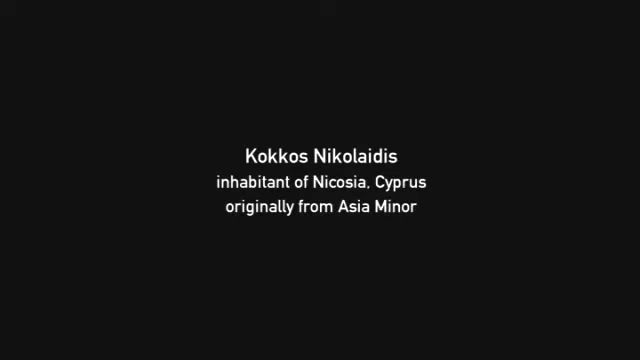 Kokkos Nikolaidis
inhabitant of Nicosia, Cyprus
originally from Asia Minor